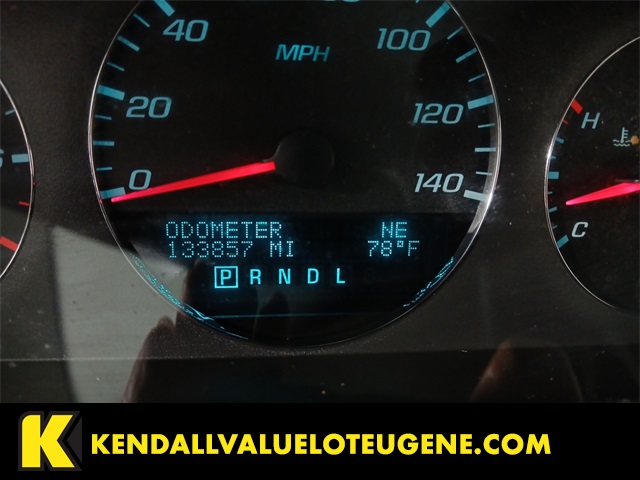 40
100
MPH
20
120
0
140
H
C
ODOMETER NE
133857 MI 78°F
P R N D L
K KENDALLVALUELOTEUGENE.COM